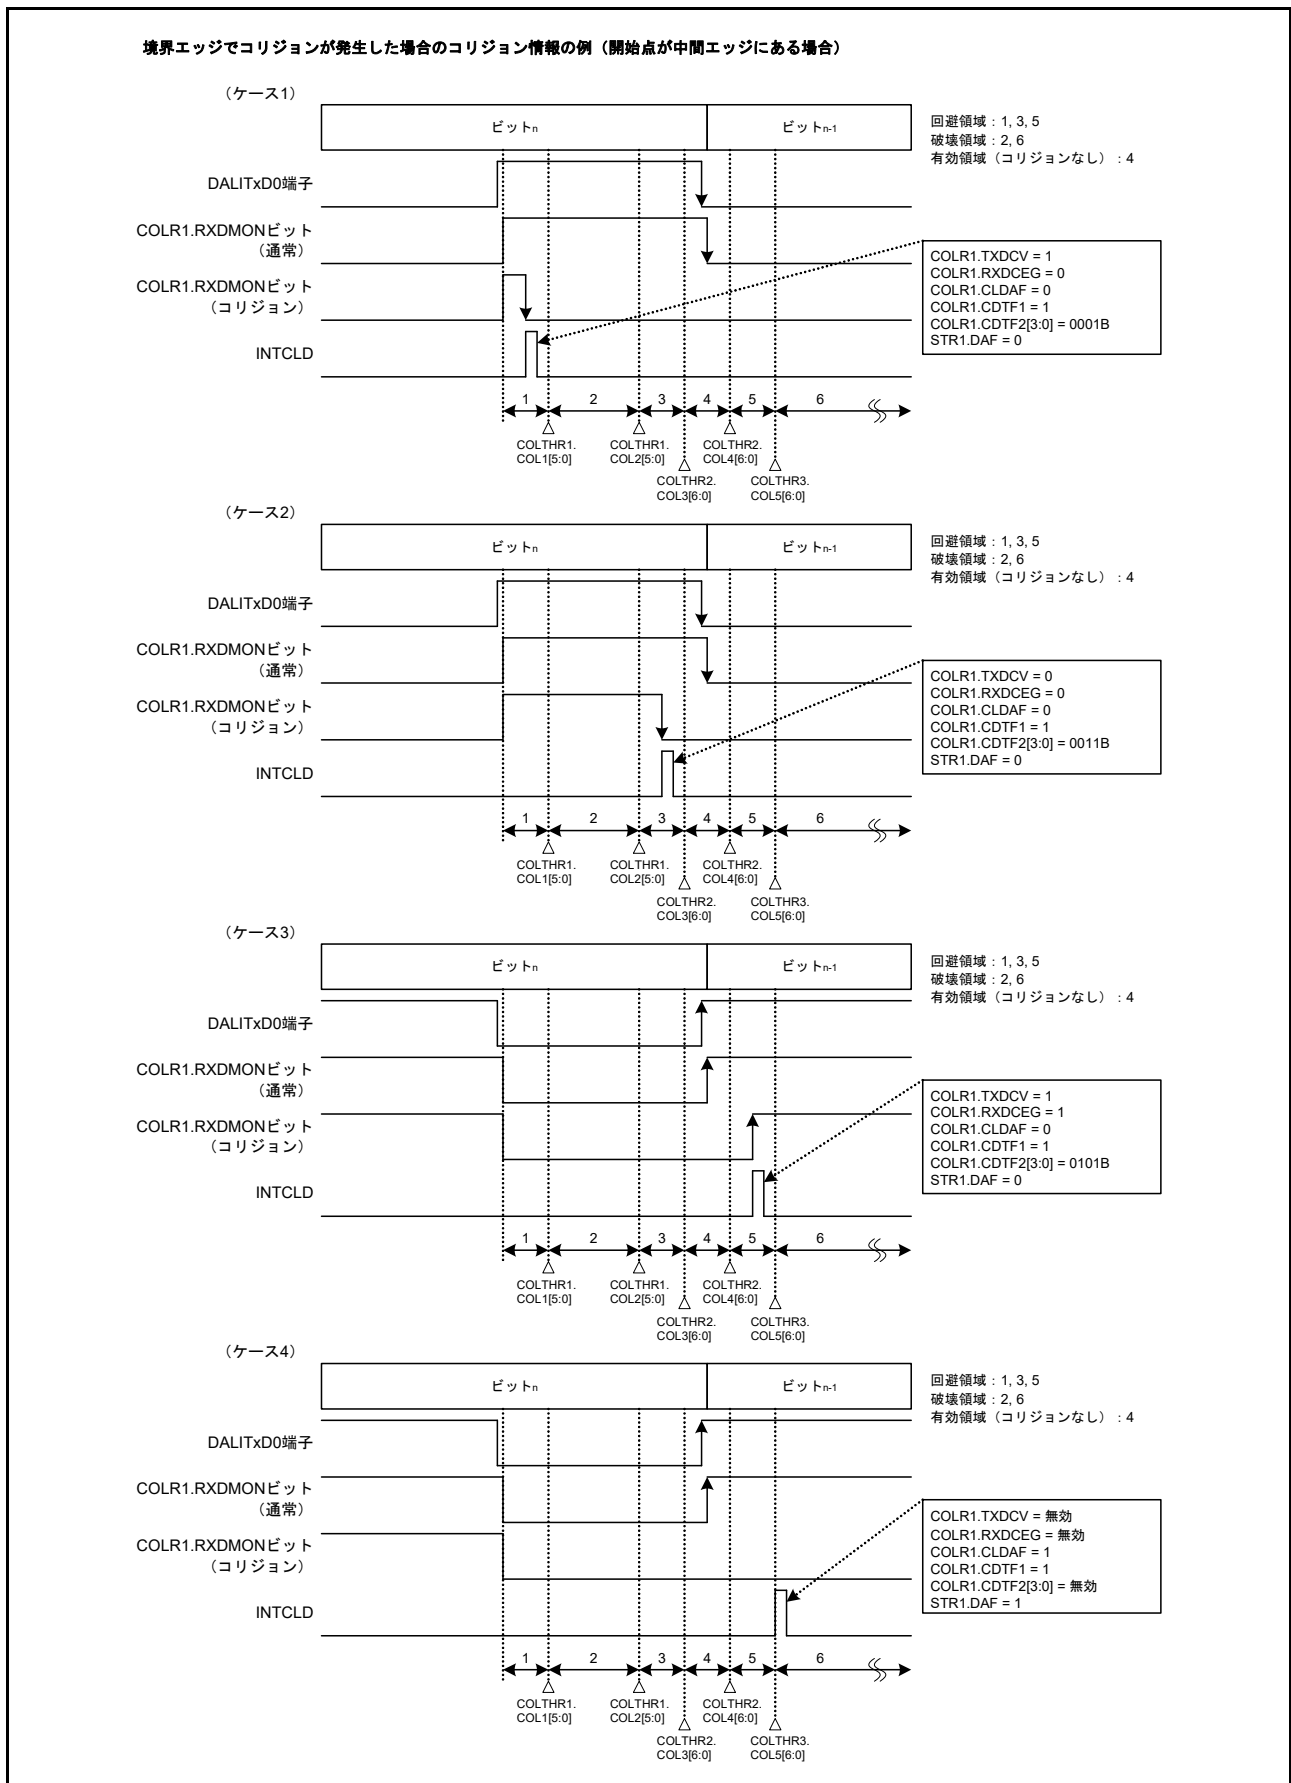 境界エッジでコリジョンが発生した場合のコリジョン情報の例（開始点が中間エッジにある場合）
（ケース1）
ビットn
ビットn-1
回避領域：1, 3, 5
破壊領域：2, 6
有効領域（コリジョンなし）：4
DALITxD0端子
COLR1.RXDMONビット
（通常）
COLR1.RXDMONビット
（コリジョン）
INTCLD
COLR1.TXDCV = 1
COLR1.RXDCEG = 0
COLR1.CLDAF = 0
COLR1.CDTF1 = 1
COLR1.CDTF2[3:0] = 0001B
STR1.DAF = 0
1 2 3 4 5 6
COLTHR1.
COL1[5:0]
COLTHR1.
COL2[5:0]
COLTHR2.
COL4[6:0]
COLTHR2.
COL3[6:0]
COLTHR3.
COL5[6:0]
（ケース2）
ビットn
ビットn-1
回避領域：1, 3, 5
破壊領域：2, 6
有効領域（コリジョンなし）：4
DALITxD0端子
COLR1.RXDMONビット
（通常）
COLR1.RXDMONビット
（コリジョン）
INTCLD
COLR1.TXDCV = 0
COLR1.RXDCEG = 0
COLR1.CLDAF = 0
COLR1.CDTF1 = 1
COLR1.CDTF2[3:0] = 0011B
STR1.DAF = 0
1 2 3 4 5 6
COLTHR1.
COL1[5:0]
COLTHR1.
COL2[5:0]
COLTHR2.
COL4[6:0]
COLTHR2.
COL3[6:0]
COLTHR3.
COL5[6:0]
（ケース3）
ビットn
ビットn-1
回避領域：1, 3, 5
破壊領域：2, 6
有効領域（コリジョンなし）：4
DALITxD0端子
COLR1.RXDMONビット
（通常）
COLR1.RXDMONビット
（コリジョン）
INTCLD
COLR1.TXDCV = 1
COLR1.RXDCEG = 1
COLR1.CLDAF = 0
COLR1.CDTF1 = 1
COLR1.CDTF2[3:0] = 0101B
STR1.DAF = 0
1 2 3 4 5 6
COLTHR1.
COL1[5:0]
COLTHR1.
COL2[5:0]
COLTHR2.
COL4[6:0]
COLTHR2.
COL3[6:0]
COLTHR3.
COL5[6:0]
（ケース4）
ビットn
ビットn-1
回避領域：1, 3, 5
破壊領域：2, 6
有効領域（コリジョンなし）：4
DALITxD0端子
COLR1.RXDMONビット
（通常）
COLR1.RXDMONビット
（コリジョン）
INTCLD
COLR1.TXDCV = 無効
COLR1.RXDCEG = 無効
COLR1.CLDAF = 1
COLR1.CDTF1 = 1
COLR1.CDTF2[3:0] = 無効
STR1.DAF = 1
1 2 3 4 5 6
COLTHR1.
COL1[5:0]
COLTHR1.
COL2[5:0]
COLTHR2.
COL4[6:0]
COLTHR2.
COL3[6:0]
COLTHR3.
COL5[6:0]